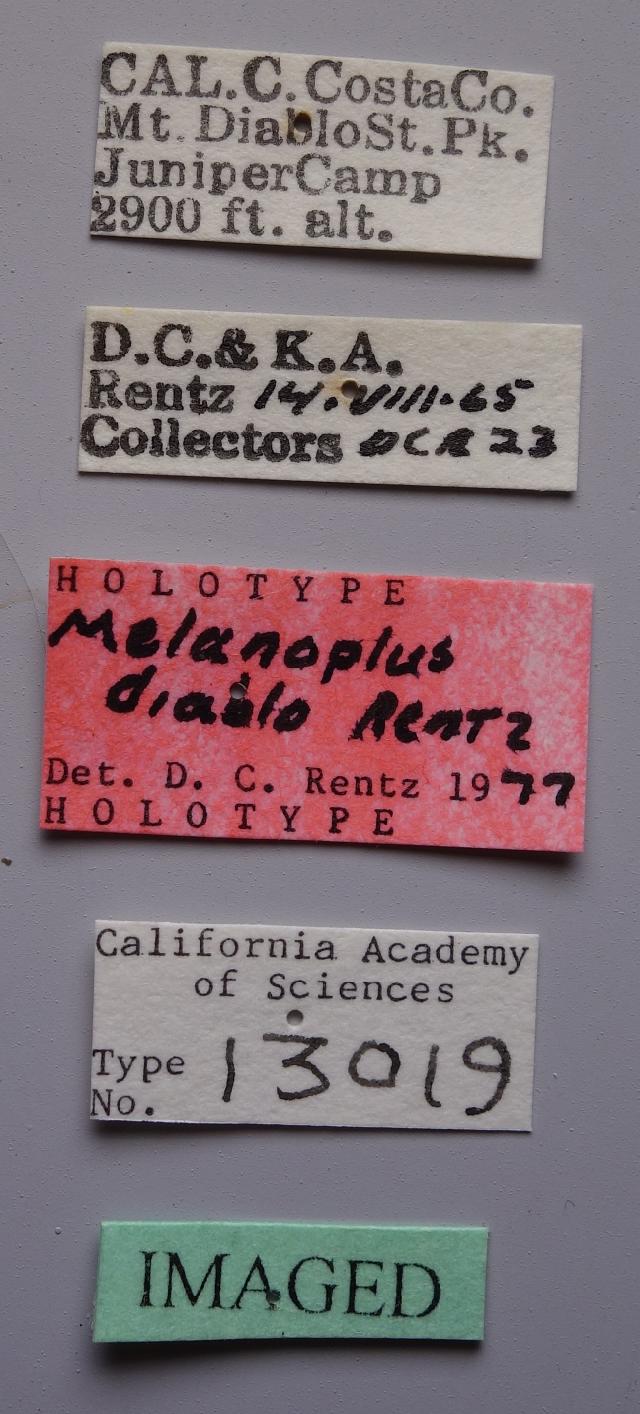 CAL.C.CostaCo.
Mt.DiabloSt.Pk.
JuniperCamp
2900 ft. alt.
D.C.& K.A.
Rentz 14.VIII.65
Collectors DCR 23
HOLOTYPE
Melanoplus
diablo Rentz
Det. D. C. Rentz 1977
HOLOTYPE
California Academy
of Sciences
Type
No. 13019
IMAGED